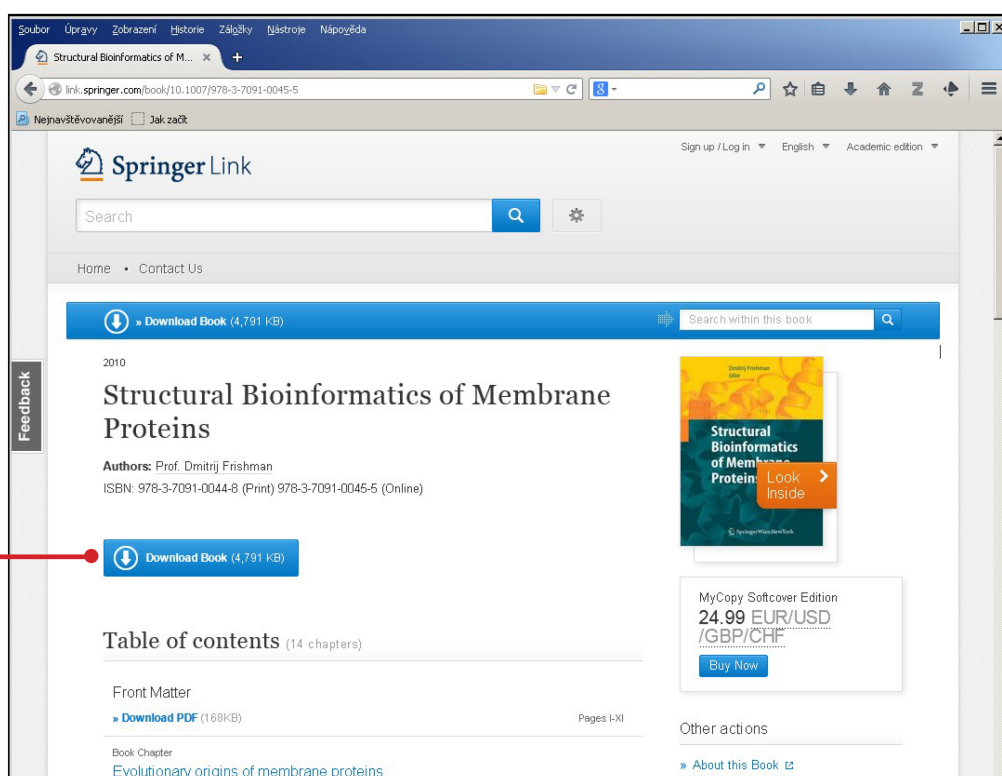 Soubor Úpravy Zobrazení Historie Záložky Nástroje Nápověda
Structural Bioinformatics of M...
link.springer.com/book/10.1007/978-3-7091-0045-5
Nejnavštěvovanější Jak začít
Sign up / Log in English Academic edition
Springer Link
Search
Home • Contact Us
» Download Book (4,791 KB)
Search within this book
Feedback
2010
Structural Bioinformatics of Membrane
Proteins
Authors: Prof. Dmitrij Frishman
ISBN: 978-3-7091-0044-8 (Print) 978-3-7091-0045-5 (Online)
Download Book (4,791 KB)
Dmitrij Frishman
Editor
Structural
Bioinformatics
of Membrane
Protein
Look
Inside
SpringerWienNewYork
MyCopy Softcover Edition
24.99 EUR/USD
/GBP/CHF
Buy Now
Table of contents (14 chapters)
Front Matter
» Download PDF (168KB) Pages I-XI
Book Chapter
Evolutionary origins of membrane proteins
Other actions
» About this Book